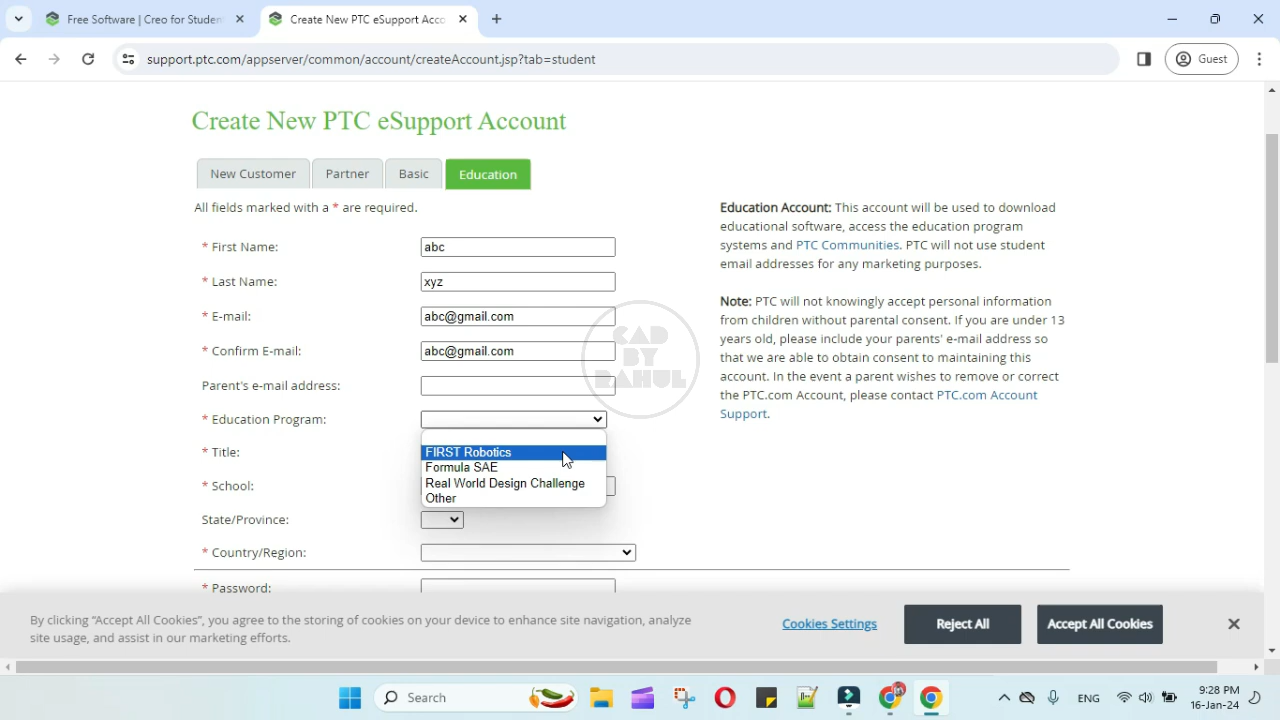 Free Software | Creo for Studen
Create New PTC eSupport Acco
support.ptc.com/appserver/common/account/createAccount.jsp?tab=student
Guest
Create New PTC eSupport Account
New Customer
Partner
Basic
Education
All fields marked with a * are required.
* First Name:
abc
* Last Name:
xyz
* E-mail:
abc@gmail.com
* Confirm E-mail:
abc@gmail.com
Parent's e-mail address:
* Education Program:
FIRST Robotics
Formula SAE
Real World Design Challenge
Other
* Title:
* School:
State/Province:
* Country/Region:
* Password:
Education Account: This account will be used to download
educational software, access the education program
systems and PTC Communities. PTC will not use student
email addresses for any marketing purposes.
Note: PTC will not knowingly accept personal information
from children without parental consent. If you are under 13
years old, please include your parents' e-mail address so
that we are able to obtain consent to maintaining this
account. In the event a parent wishes to remove or correct
the PTC.com Account, please contact PTC.com Account
Support.
CAD
BY
RAHUL
By clicking “Accept All Cookies”, you agree to the storing of cookies on your device to enhance site navigation, analyze
site usage, and assist in our marketing efforts.
Cookies Settings
Reject All
Accept All Cookies
Search
ENG
9:28 PM
16-Jan-24